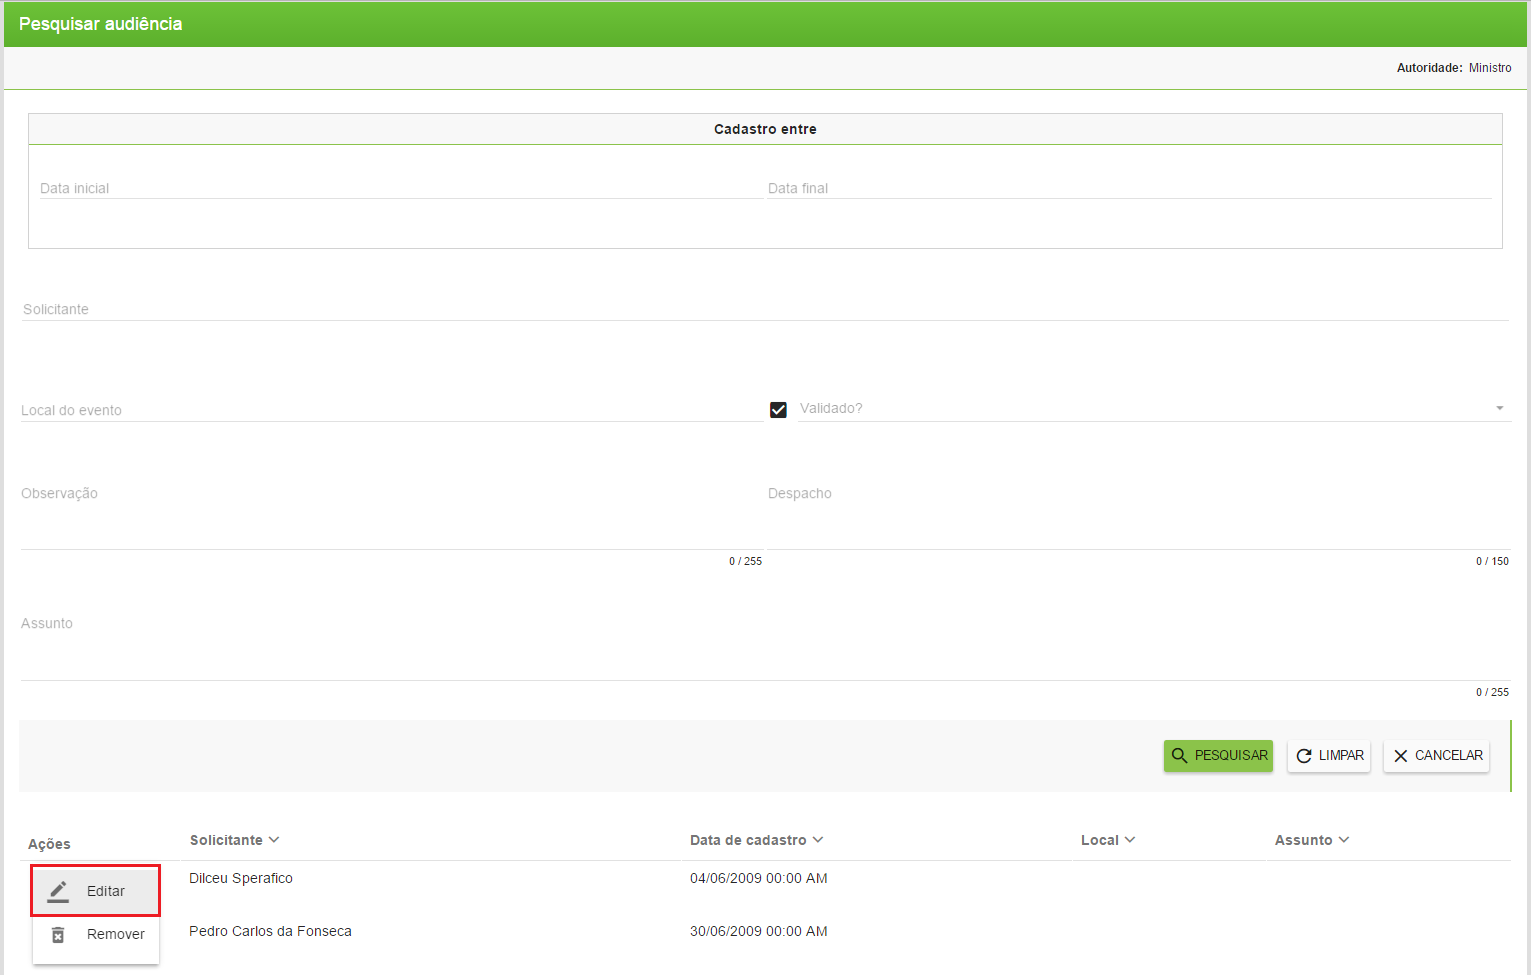 Pesquisar audiência
Autoridade: Ministro
Cadastro entre
Data inicial Data final
Solicitante
Local do evento Validado?
Observação Despacho
0 / 255 0 / 150
Assunto
0 / 255
PESQUISAR LIMPAR CANCELAR
Ações Solicitante Data de cadastro Local Assunto
Editar Dilceu Sperafico 04/06/2009 00:00 AM
Remover Pedro Carlos da Fonseca 30/06/2009 00:00 AM